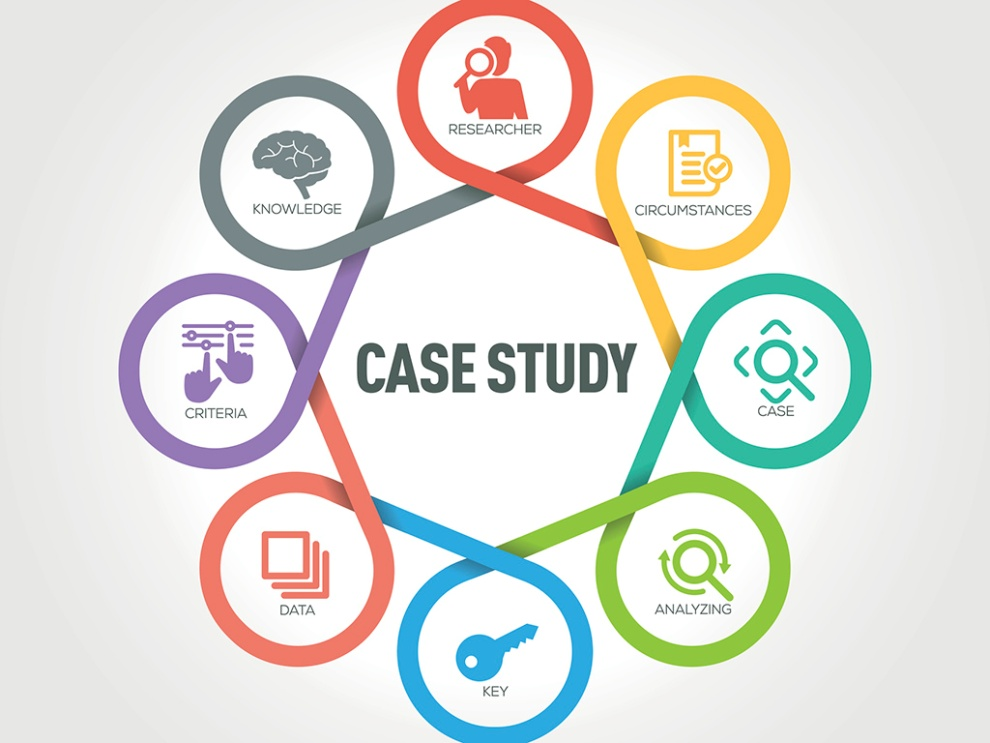 RESEARCHER
KNOWLEDGE
CIRCUMSTANCES
CASE STUDY
CRITERIA
CASE
DATA
ANALYZING
KEY